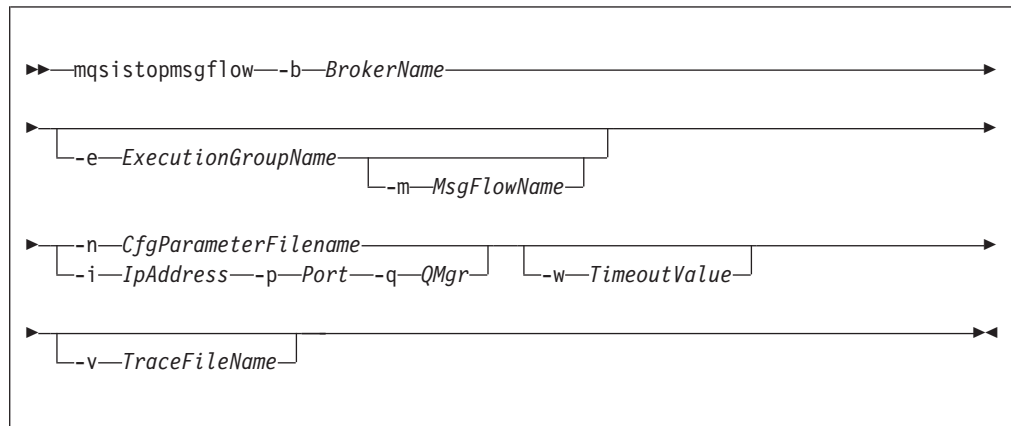 mqsistopmsgflow -b BrokerName
-e ExecutionGroupName
-m MsgFlowName
-n CfgParameterFilename
-i IpAddress -p Port -q QMgr
-w TimeoutValue
-v TraceFileName